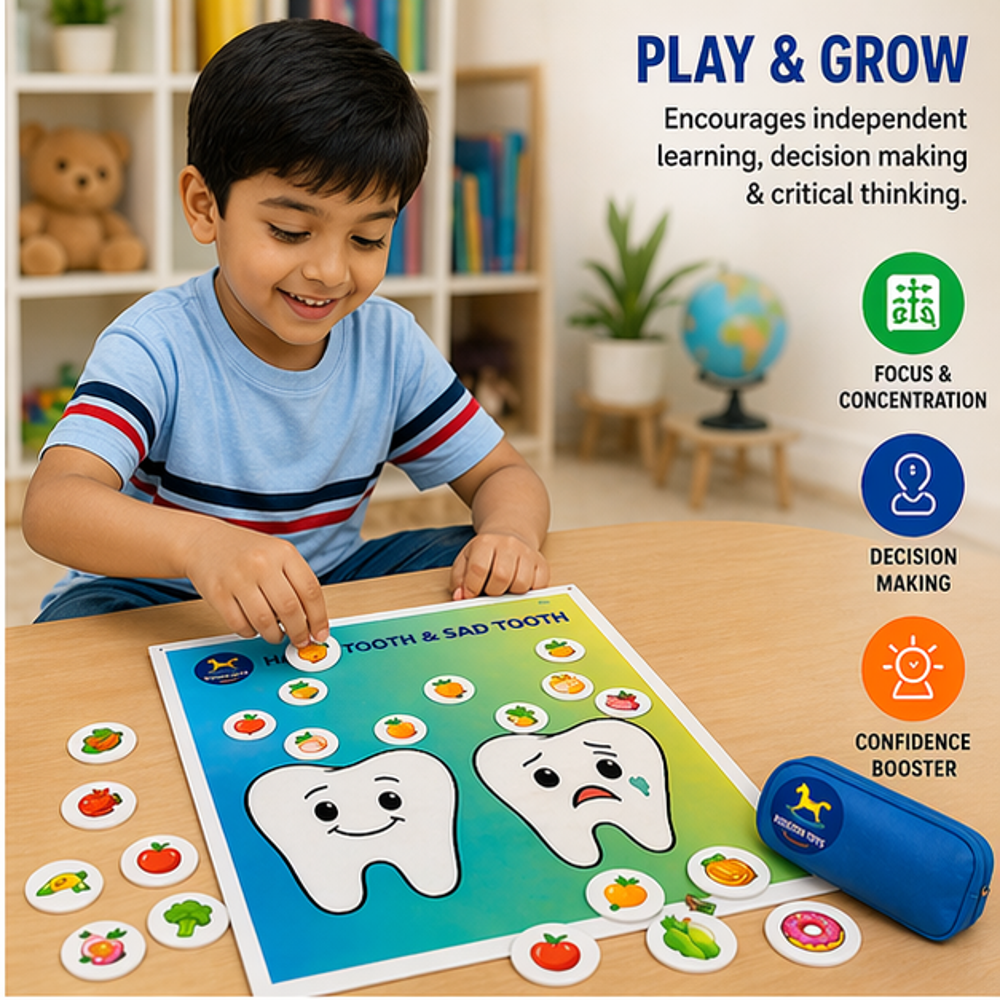 PLAY & GROW
Encourages independent
learning, decision making
& critical thinking.
FOCUS &
CONCENTRATION
DECISION
MAKING
CONFIDENCE
BOOSTER
TOOTH & SAD TOOTH